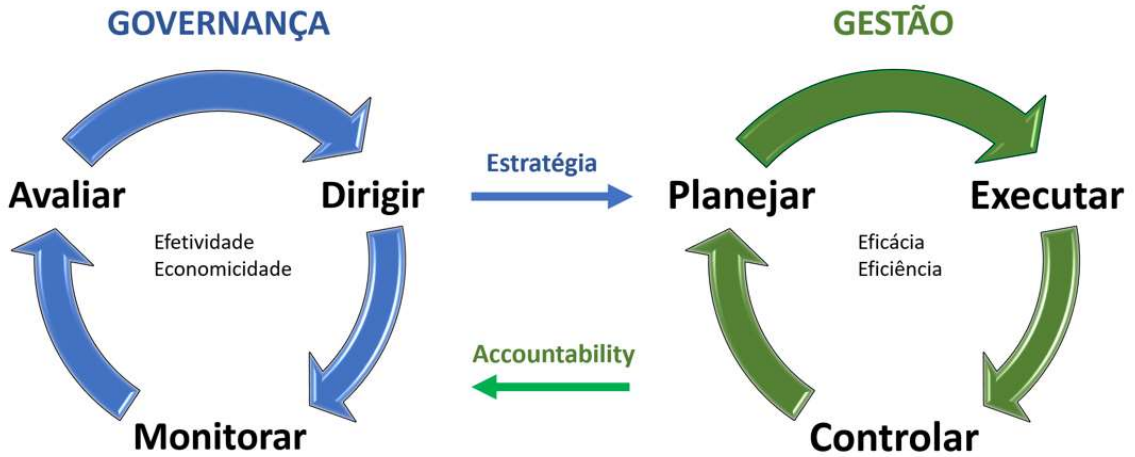 GOVERNANÇA
GESTÃO
Estratégia
Avaliar
Dirigir
Planejar
Executar
Efetividade
Economicidade
Eficácia
Eficiência
Accountability
Monitorar
Controlar